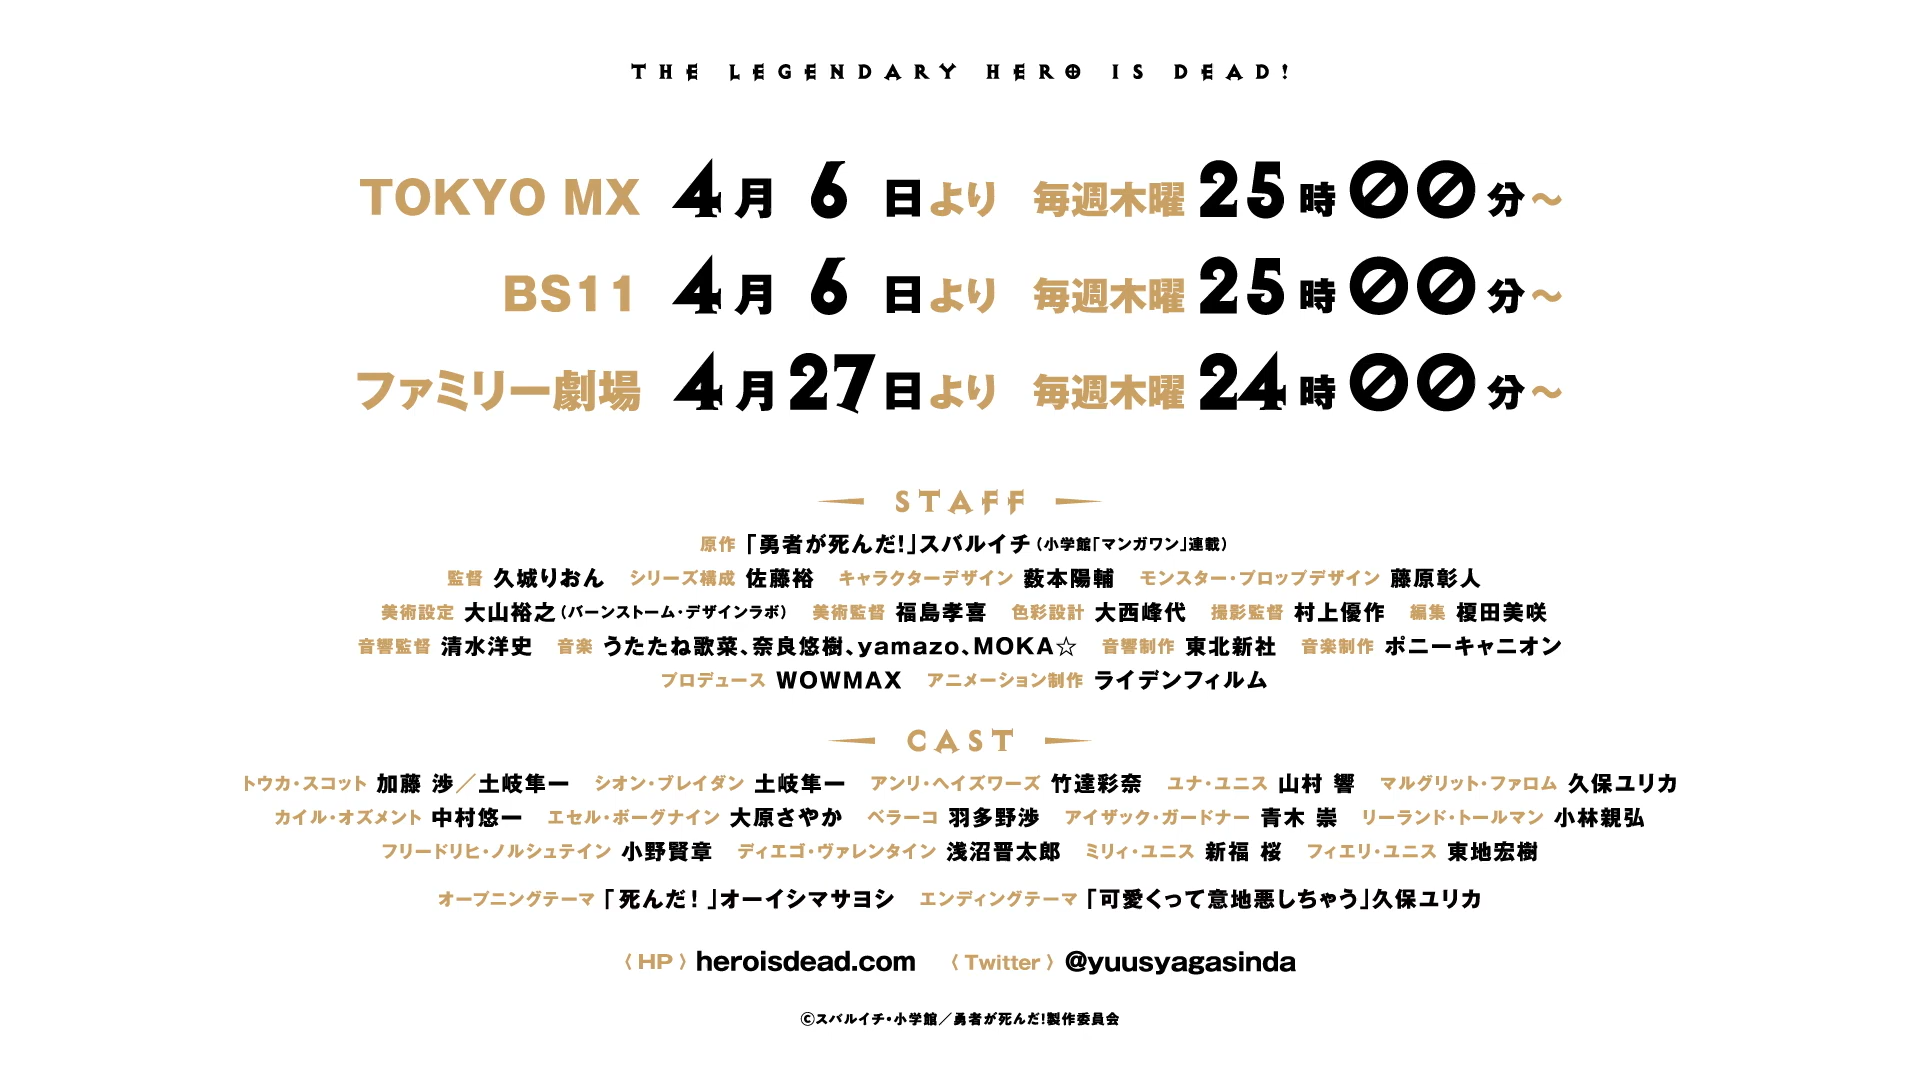 THE LEGENDARY HERO IS DEAD!
TOKYO MX 4月 6日より 毎週木曜 25時00分～
BS11 4月 6日より 毎週木曜 25時00分～
ファミリー劇場 4月27日より 毎週木曜 24時00分～
STAFF
原作 「勇者が死んだ!」スバルイチ（小学館「マンガワン」連載）
監督 久城りおん シリーズ構成 佐藤裕 キャラクターデザイン 薮本陽輔 モンスター・プロップデザイン 藤原彰人
美術設定 大山裕之（バーンストーム・デザインラボ） 美術監督 福島孝喜 色彩設計 大西峰代 撮影監督 村上優作 編集 榎田美咲
音響監督 清水洋史 音楽 うたたね歌菜、奈良悠樹、yamazo、MOKA☆ 音響制作 東北新社 音楽制作 ポニーキャニオン
プロデュース WOWMAX アニメーション制作 ライデンフィルム
CAST
トウカ・スコット 加藤 渉／土岐隼一 シオン・ブレイダン 土岐隼一 アンリ・ヘイズワーズ 竹達彩奈 ユナ・ユニス 山村 響 マルグリット・ファロム 久保ユリカ
カイル・オズメント 中村悠一 エセル・ボーグナイン 大原さやか ベラーコ 羽多野渉 アイザック・ガードナー 青木 崇 リーランド・トールマン 小林親弘
フリードリヒ・ノルシュテイン 小野賢章 ディエゴ・ヴァレンタイン 浅沼晋太郎 ミリィ・ユニス 新福 桜 フィエリ・ユニス 東地宏樹
オープニングテーマ「死んだ！」オーイシマサヨシ エンディングテーマ「可愛くって意地悪しちゃう」久保ユリカ
〈 HP 〉 heroisdead.com 〈 Twitter 〉 @yuusyagasinda
©スバルイチ・小学館／勇者が死んだ!製作委員会